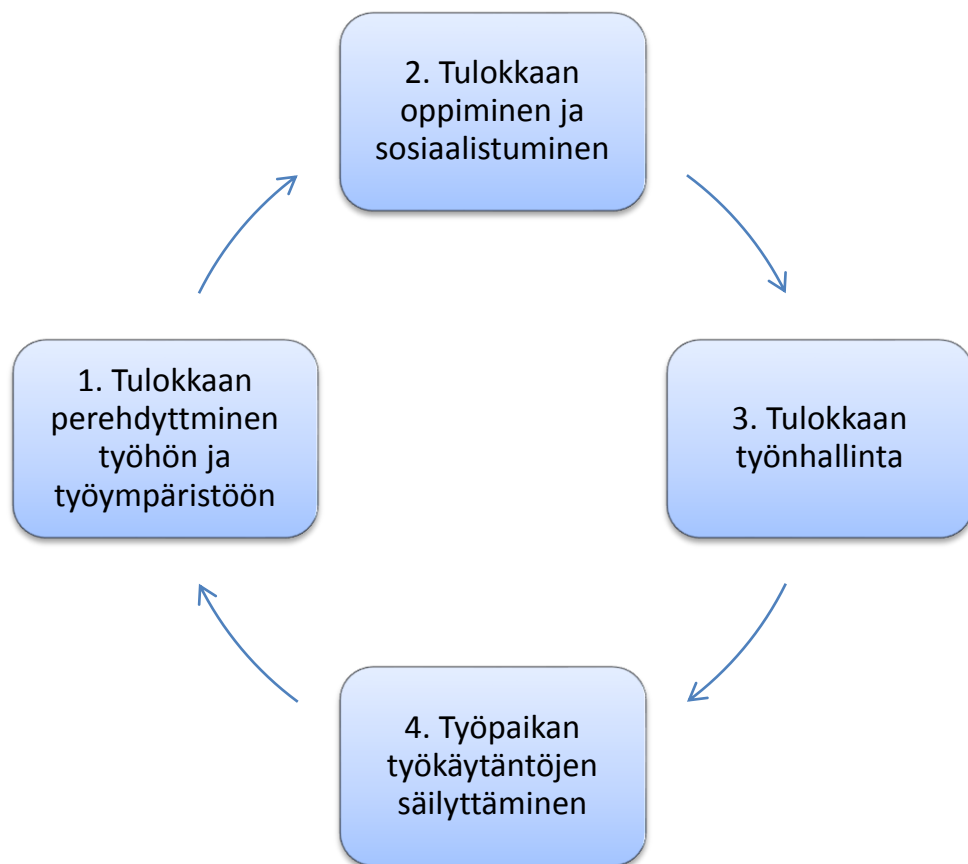 2. Tulokkaan
oppiminen ja
sosiaalistuminen
1. Tulokkaan
perehdyttminen
työhön ja
työympäristöön
3. Tulokkaan
työnhallinta
4. Työpaikan
työkäytäntöjen
säilyttäminen